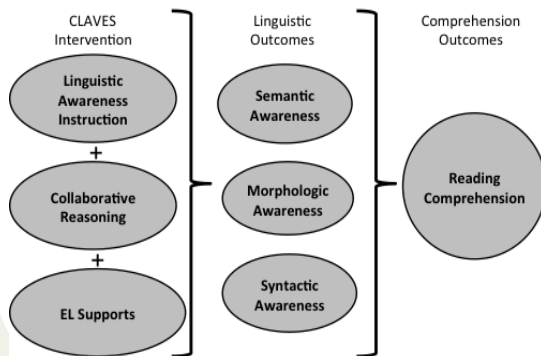 CLAVES
Intervention
Linguistic
Awareness
Instruction
+
Collaborative
Reasoning
+
EL Supports
Linguistic
Outcomes
Semantic
Awareness
Morphologic
Awareness
Syntactic
Awareness
Comprehension
Outcomes
Reading
Comprehension